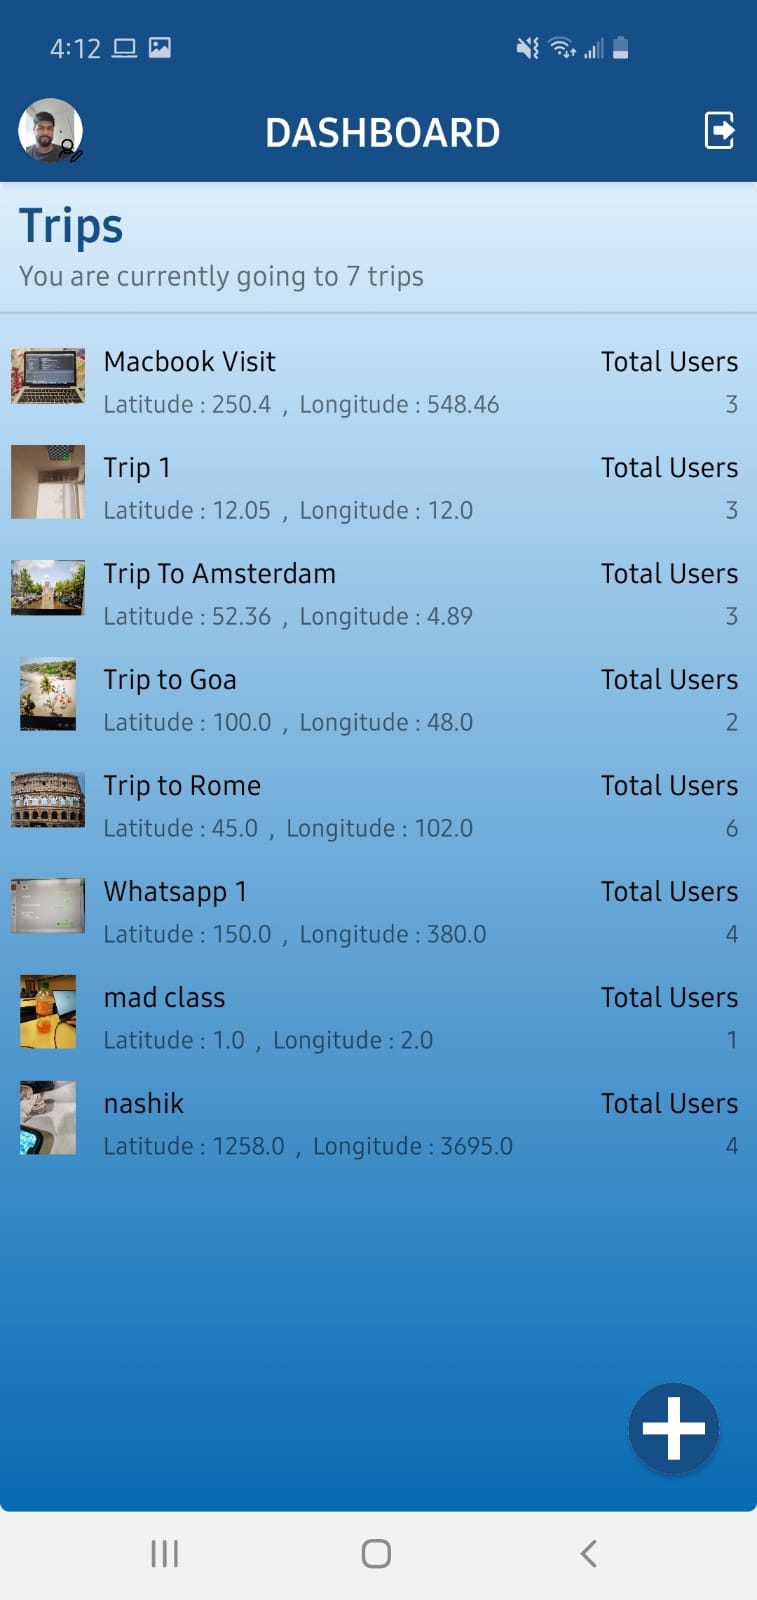 4:12
DASHBOARD
Trips
You are currently going to 7 trips
Macbook Visit Total Users
Latitude : 250.4 , Longitude : 548.46 3
Trip 1 Total Users
Latitude : 12.05 , Longitude : 12.0 3
Trip To Amsterdam Total Users
Latitude : 52.36 , Longitude : 4.89 3
Trip to Goa Total Users
Latitude : 100.0 , Longitude : 48.0 2
Trip to Rome Total Users
Latitude : 45.0 , Longitude : 102.0 6
Whatsapp 1 Total Users
Latitude : 150.0 , Longitude : 380.0 4
mad class Total Users
Latitude : 1.0 , Longitude : 2.0 1
nashik Total Users
Latitude : 1258.0 , Longitude : 3695.0 4